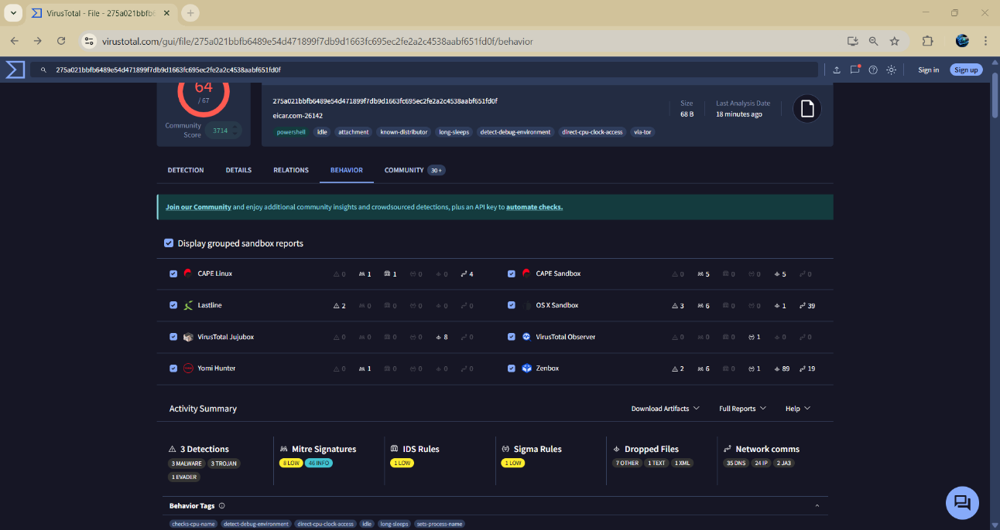 VirusTotal - File - 275a021bbfb6
virustotal.com/gui/file/275a021bbfb6489e54d471899f7db9d1663fc695ec2fe2a2c4538aabf651fd0f/behavior
275a021bbfb6489e54d471899f7db9d1663fc695ec2fe2a2c4538aabf651fd0f
Sign in
Sign up
64
/ 67
Community Score
3714
275a021bbfb6489e54d471899f7db9d1663fc695ec2fe2a2c4538aabf651fd0f
eicar.com-26142
powershell idle attachment known-distributor long-sleeps detect-debug-environment direct-cpu-clock-access via-tor
Size
68 B
Last Analysis Date
18 minutes ago
DETECTION DETAILS RELATIONS BEHAVIOR COMMUNITY 30+
Join our Community and enjoy additional community insights and crowdsourced detections, plus an API key to automate checks.
Display grouped sandbox reports
CAPE Linux 0 1 1 0 0 4
CAPE Sandbox 0 5 0 0 5 0
Lastline 2 0 0 0 0 0
OS X Sandbox 3 6 0 0 1 39
VirusTotal Jujubox 0 0 0 0 8 0
VirusTotal Observer 0 0 0 1 0 0
Yomi Hunter 0 1 0 0 0 0
Zenbox 2 6 0 1 89 19
Activity Summary
Download Artifacts
Full Reports
Help
3 Detections
3 MALWARE 3 TROJAN
1 EVADER
Mitre Signatures
8 LOW 46 INFO
IDS Rules
1 LOW
Sigma Rules
1 LOW
Dropped Files
7 OTHER 1 TEXT 1 XML
Network comms
35 DNS 24 IP 2 JA3
Behavior Tags
checks-cpu-name detect-debug-environment direct-cpu-clock-access idle long-sleeps sets-process-name